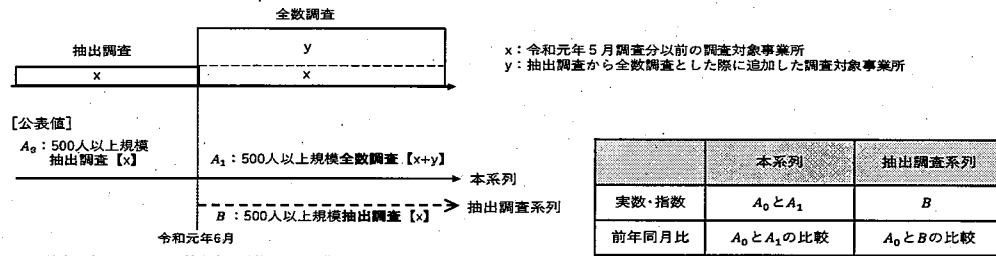 全数調査
抽出調査
y
x
x
x：令和元年５月調査分以前の調査対象事業所
y：抽出調査から全数調査とした際に追加した調査対象事業所
[公表値]
A₀：500人以上規模
抽出調査【x】
A₁：500人以上規模全数調査【x+y】
本系列
抽出調査系列
B ：500人以上規模抽出調査【x】
令和元年6月
本系列 抽出調査系列
実数・指数 A₀とA₁ B
前年同月比 A₀とA₁の比較 A₀とBの比較